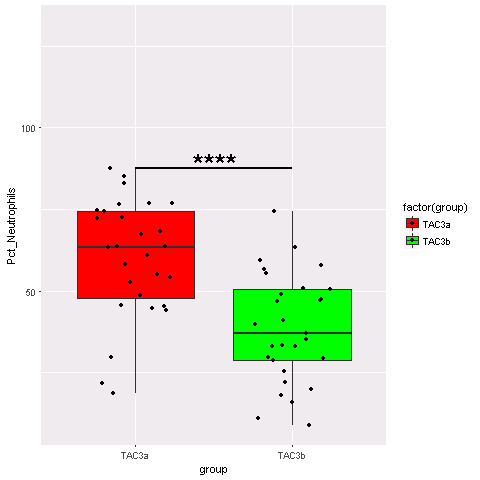 ****
Pct_Neutrophils
100
50
TAC3a
TAC3b
group
factor(group)
TAC3a
TAC3b